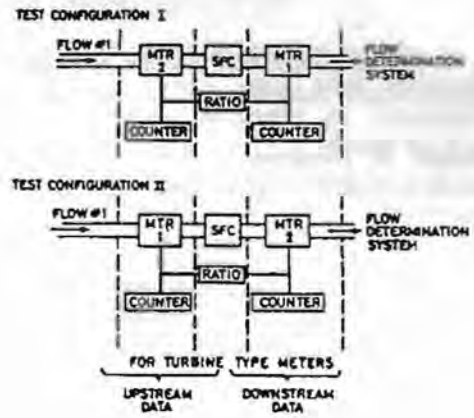 TEST CONFIGURATION I
FLOW #1
MTR 2
SFC
MTR 1
FLOW DETERMINATION SYSTEM
RATIO
COUNTER
COUNTER
TEST CONFIGURATION II
FLOW #1
MTR 1
SFC
MTR 2
FLOW DETERMINATION SYSTEM
RATIO
COUNTER
COUNTER
FOR TURBINE TYPE METERS
UPSTREAM DATA
DOWNSTREAM DATA